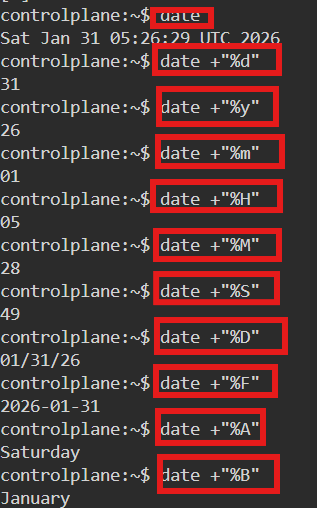 controlplane:~$ date
Sat Jan 31 05:26:29 UTC 2026
controlplane:~$ date +"%d"
31
controlplane:~$ date +"%y"
26
controlplane:~$ date +"%m"
01
controlplane:~$ date +"%H"
05
controlplane:~$ date +"%M"
28
controlplane:~$ date +"%S"
49
controlplane:~$ date +"%D"
01/31/26
controlplane:~$ date +"%F"
2026-01-31
controlplane:~$ date +"%A"
Saturday
controlplane:~$ date +"%B"
January